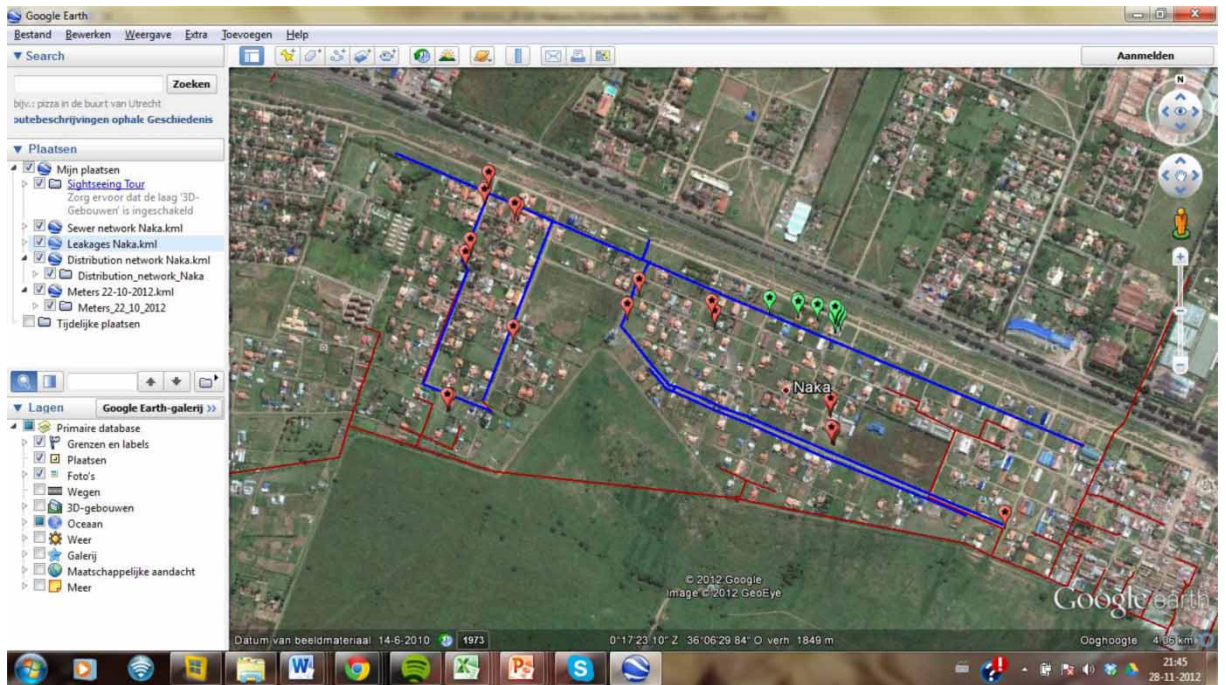 Google Earth
Bestand Bewerken Weergave Extra Toevoegen Help
Aanmelden
Search
Zoeken
bijv.: pizza in de buurt van Utrecht
outebeschrijvingen ophale Geschiedenis
Plaatsen
Mijn plaatsen
Sightseeing Tour
Zorg ervoor dat de laag '3D-
Gebouwen' is ingeschakeld
Sewer network Naka.kml
Leakages Naka.kml
Distribution network Naka.kml
Distribution_network_Naka
Meters 22-10-2012.kml
Meters_22_10_2012
Tijdelijke plaatsen
Lagen
Google Earth-galerij >>
Primaire database
Grenzen en labels
Plaatsen
Foto's
Wegen
3D-gebouwen
Oceaan
Weer
Galerij
Maatschappelijke aandacht
Meer
N
Naka
© 2012 Google
Image © 2012 GeoEye
Google earth
Datum van beeldmateriaal 14-6-2010
1973
0°17'23.10" Z 36°06'29.84" O verh 1849 m
Ooghoogte 4.06 km
21:45
28-11-2012